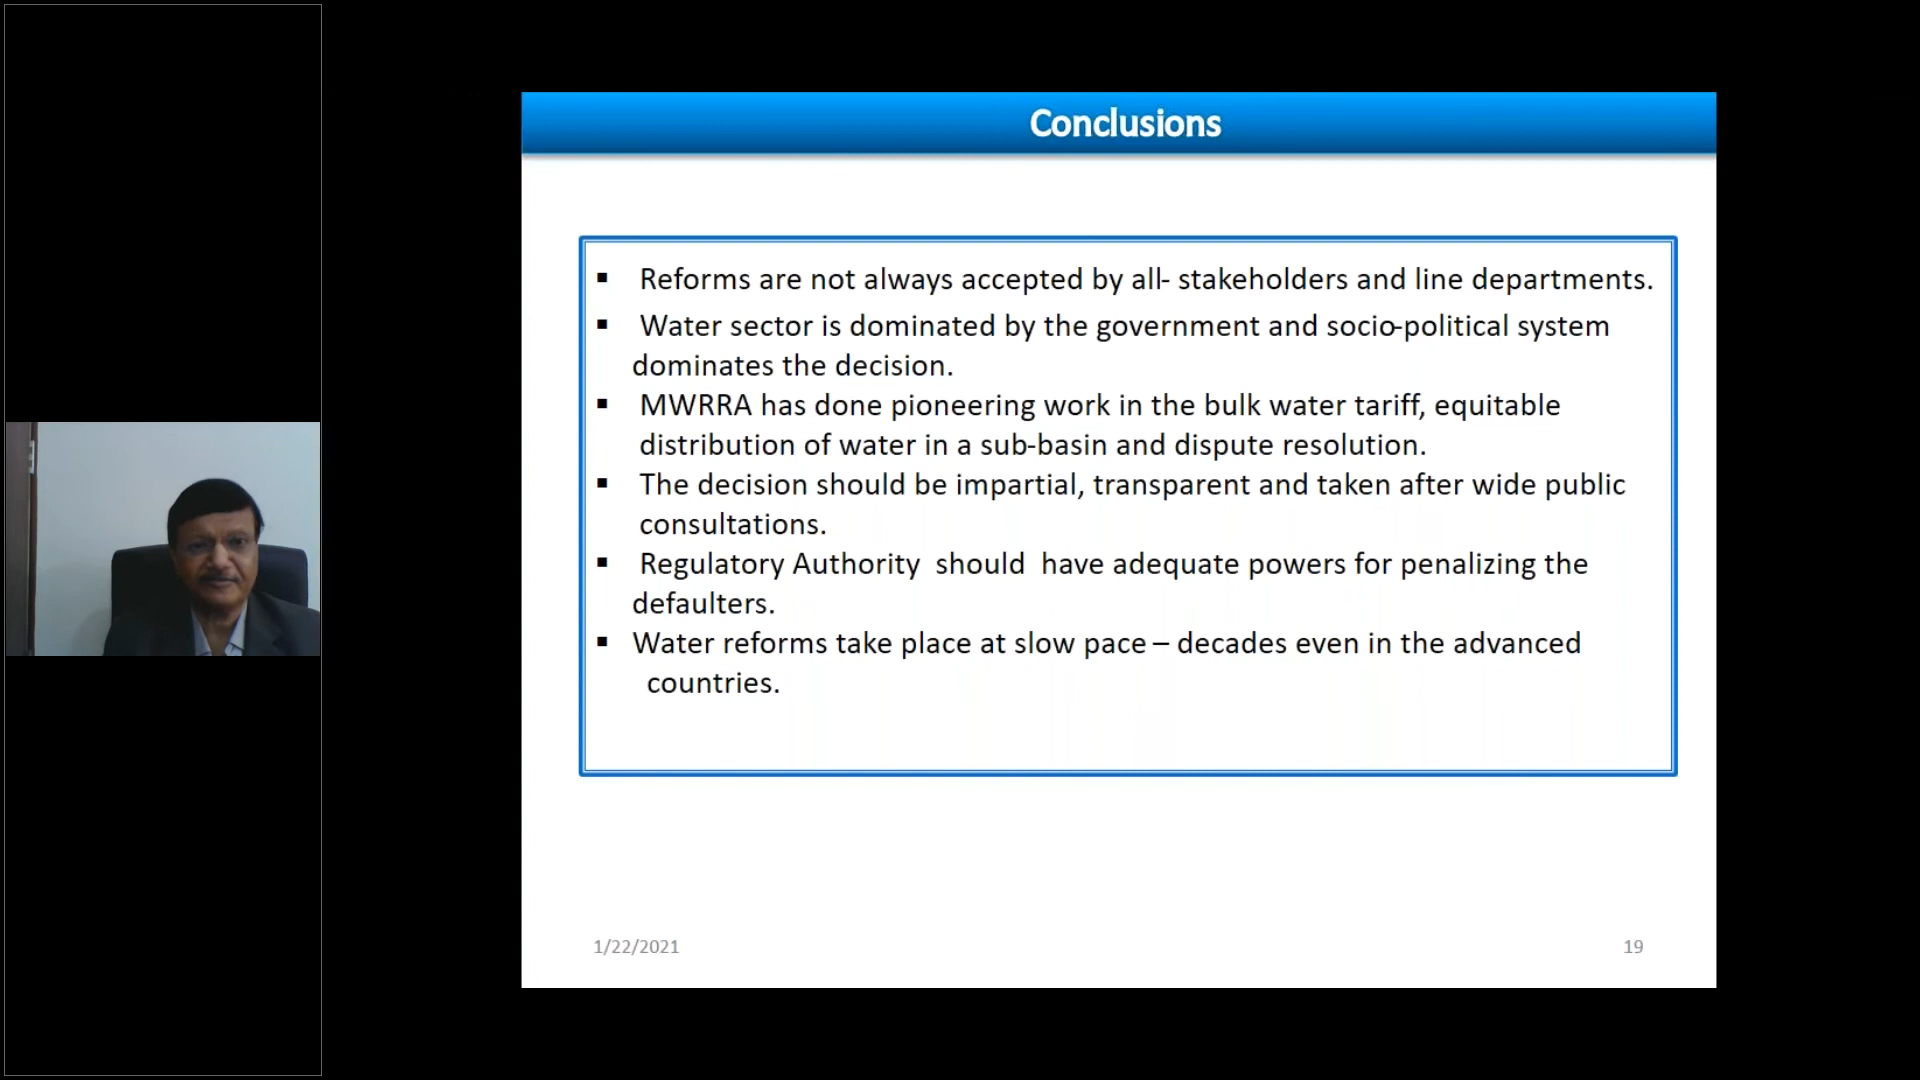 Conclusions
▪ Reforms are not always accepted by all- stakeholders and line departments.
▪ Water sector is dominated by the government and socio-political system
dominates the decision.
▪ MWRRA has done pioneering work in the bulk water tariff, equitable
distribution of water in a sub-basin and dispute resolution.
▪ The decision should be impartial, transparent and taken after wide public
consultations.
▪ Regulatory Authority should have adequate powers for penalizing the
defaulters.
▪ Water reforms take place at slow pace – decades even in the advanced
countries.
1/22/2021
19